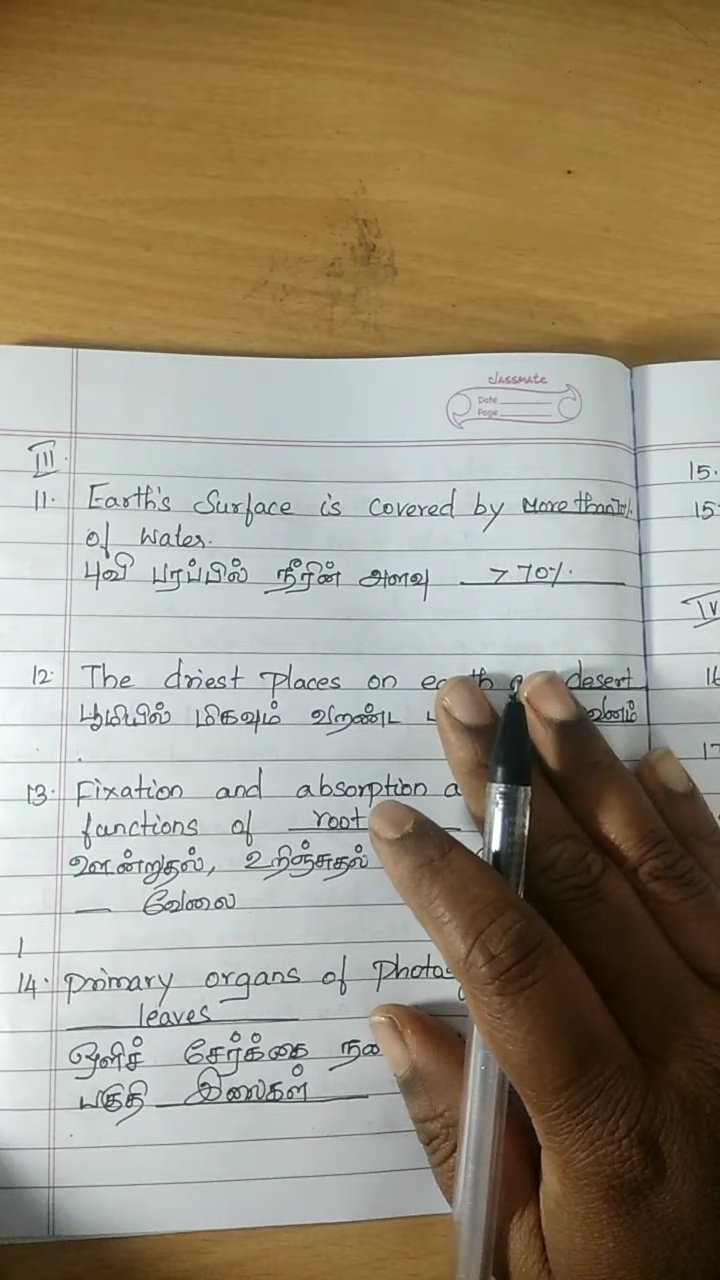 classmate
Date
Page
III.
11. Earth's Surface is covered by More than 70%
of water.
புவி பரப்பில் நீரின் அளவு > 70%.
12. The driest places on desert
பூமியில் மிகவும் வறண்ட
13. Fixation and absorption
functions of root
ஊன்றுதல், உறிஞ்சுதல்
வேலை
1
14. Primary organs of
leaves
ஒளிச் சேர்க்கை
பகுதி இலைகள்
15.
15
IV
16
17